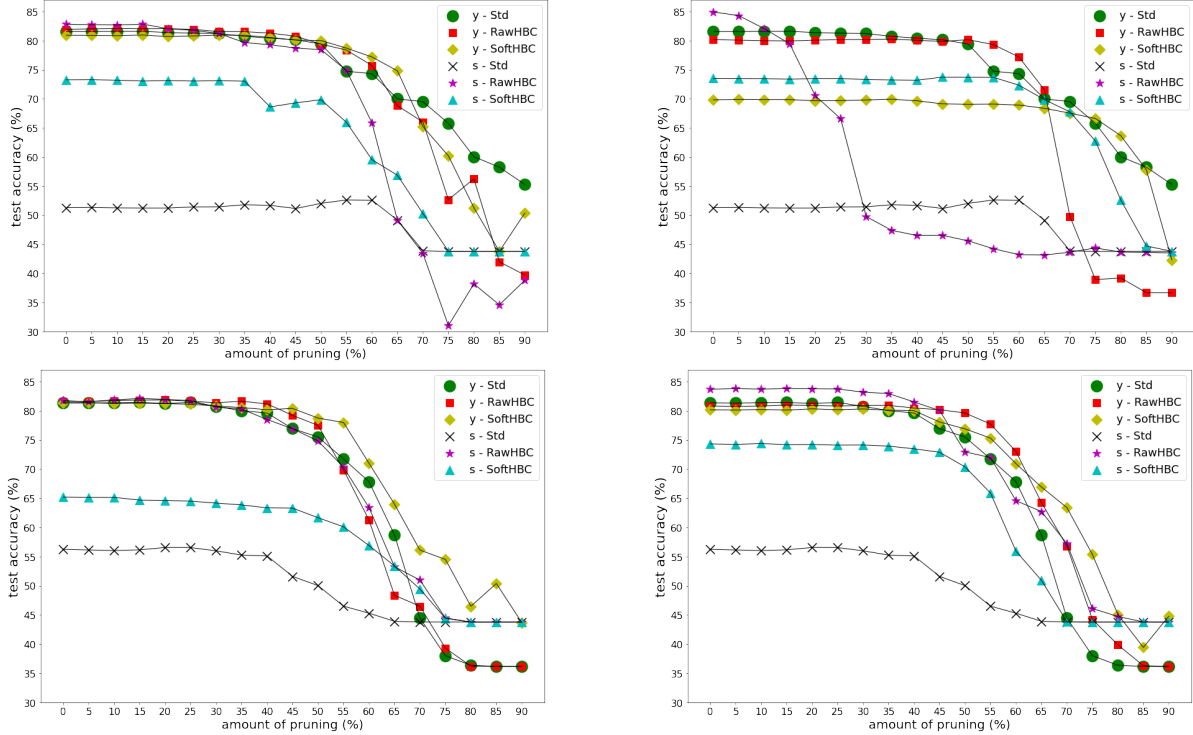 85
80
75
70
65
60
55
50
45
40
35
30
test accuracy (%)
0 5 10 15 20 25 30 35 40 45 50 55 60 65 70 75 80 85 90
amount of pruning (%)
y - Std
y - RawHBC
y - SoftHBC
s - Std
s - RawHBC
s - SoftHBC
85
80
75
70
65
60
55
50
45
40
35
30
test accuracy (%)
0 5 10 15 20 25 30 35 40 45 50 55 60 65 70 75 80 85 90
amount of pruning (%)
y - Std
y - RawHBC
y - SoftHBC
s - Std
s - RawHBC
s - SoftHBC
85
80
75
70
65
60
55
50
45
40
35
30
test accuracy (%)
0 5 10 15 20 25 30 35 40 45 50 55 60 65 70 75 80 85 90
amount of pruning (%)
y - Std
y - RawHBC
y - SoftHBC
s - Std
s - RawHBC
s - SoftHBC
85
80
75
70
65
60
55
50
45
40
35
30
test accuracy (%)
0 5 10 15 20 25 30 35 40 45 50 55 60 65 70 75 80 85 90
amount of pruning (%)
y - Std
y - RawHBC
y - SoftHBC
s - Std
s - RawHBC
s - SoftHBC